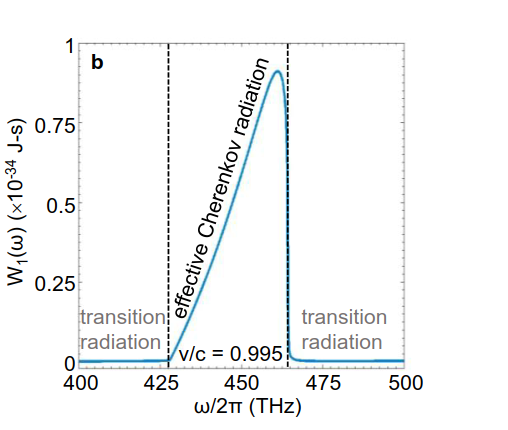 b
1
0.75
0.5
0.25
0
W₁(ω) (×10⁻³⁴ J-s)
effective Cherenkov radiation
transition
radiation
transition
radiation
v/c = 0.995
400 425 450 475 500
ω/2π (THz)